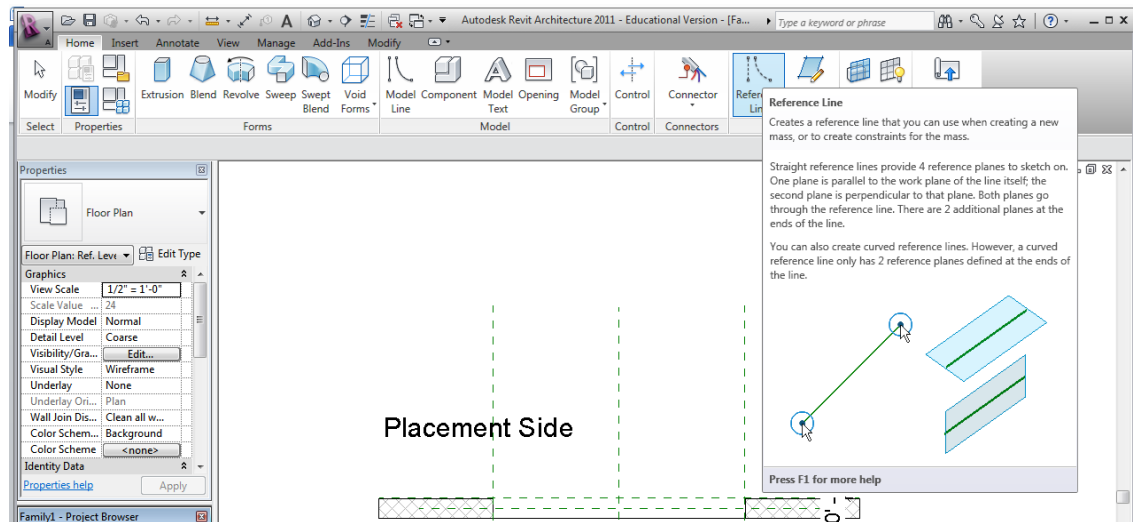 Autodesk Revit Architecture 2011 - Educational Version - [Fa...
Type a keyword or phrase
Home Insert Annotate View Manage Add-Ins Modify
Modify
Extrusion Blend Revolve Sweep Swept Blend Void Forms
Model Line Component Model Text Opening Model Group
Control Connector
Select Properties Forms Model Control Connectors
Reference Line
Creates a reference line that you can use when creating a new
mass, or to create constraints for the mass.
Straight reference lines provide 4 reference planes to sketch on.
One plane is parallel to the work plane of the line itself; the
second plane is perpendicular to that plane. Both planes go
through the reference line. There are 2 additional planes at the
ends of the line.
You can also create curved reference lines. However, a curved
reference line only has 2 reference planes defined at the ends of
the line.
Press F1 for more help
Properties
Floor Plan
Floor Plan: Ref. Leve Edit Type
Graphics
View Scale 1/2" = 1'-0"
Scale Value ... 24
Display Model Normal
Detail Level Coarse
Visibility/Gra... Edit...
Visual Style Wireframe
Underlay None
Underlay Ori... Plan
Wall Join Dis... Clean all w...
Color Schem... Background
Color Scheme <none>
Identity Data
Properties help Apply
Family1 - Project Browser
Placement Side